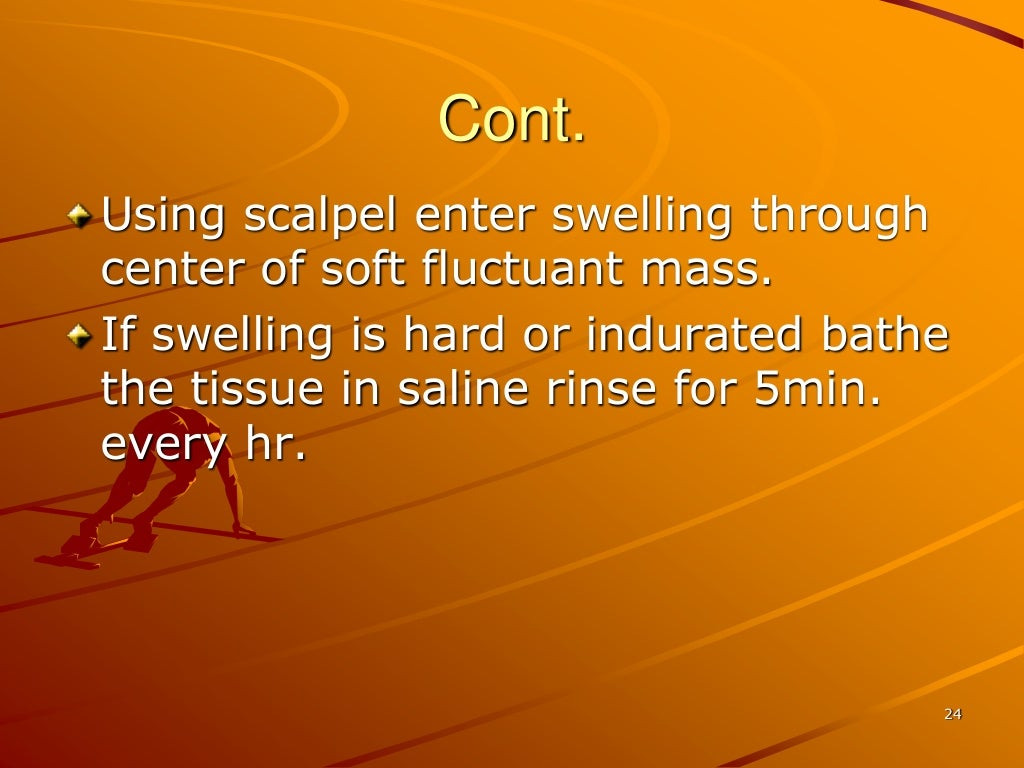 Cont.
Using scalpel enter swelling through
center of soft fluctuant mass.
If swelling is hard or indurated bathe
the tissue in saline rinse for 5min.
every hr.
24